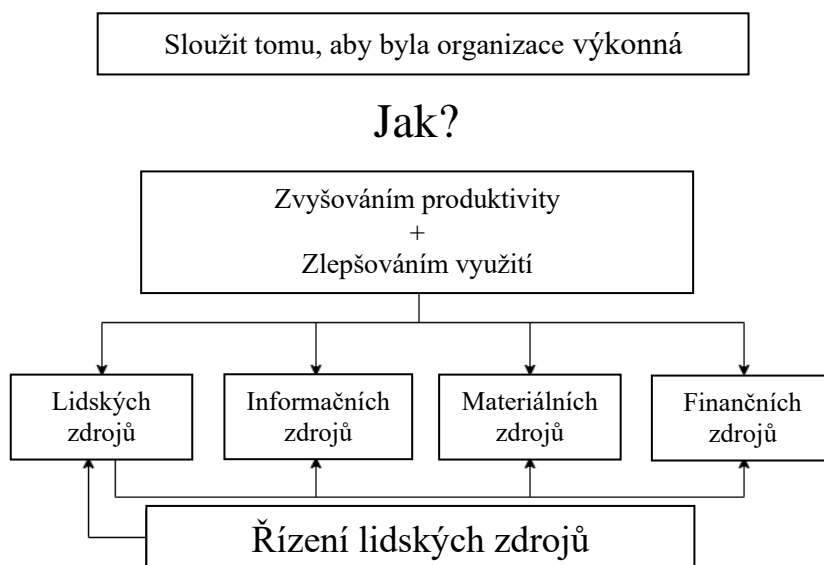 Sloužit tomu, aby byla organizace výkonná
Jak?
Zvyšováním produktivity
+
Zlepšováním využití
Lidských
zdrojů
Informačních
zdrojů
Materiálních
zdrojů
Finančních
zdrojů
Řízení lidských zdrojů